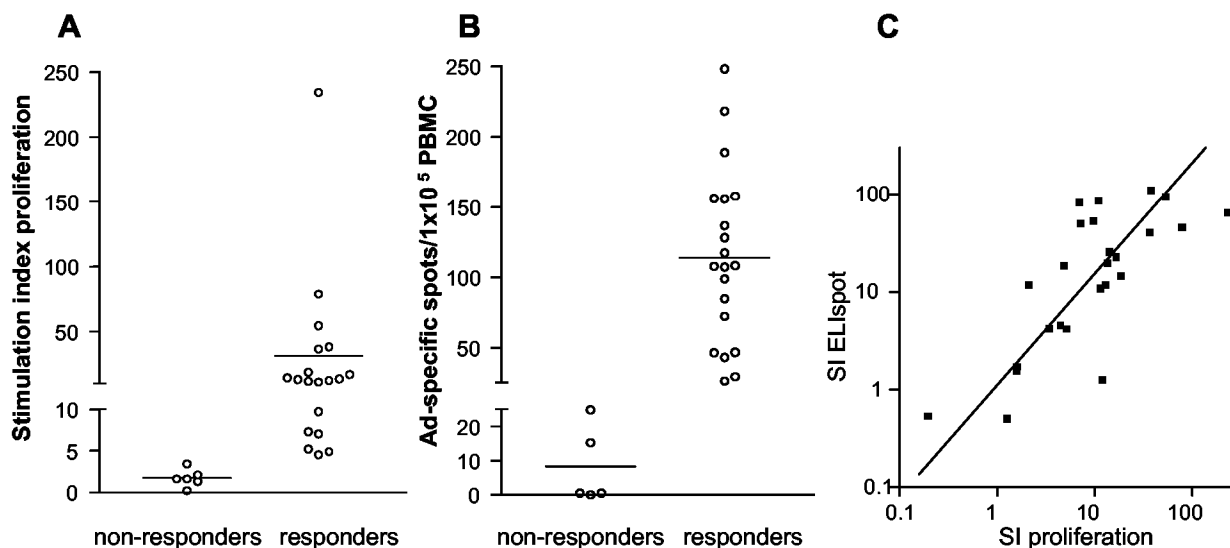 A
Stimulation index proliferation
250
200
150
100
50
10
5
0
non-responders responders
B
Ad-specific spots/1x10 5 PBMC
250
200
150
100
50
20
10
0
non-responders responders
C
SI ELIspot
100
10
1
0.1
0.1 1 10 100
SI proliferation